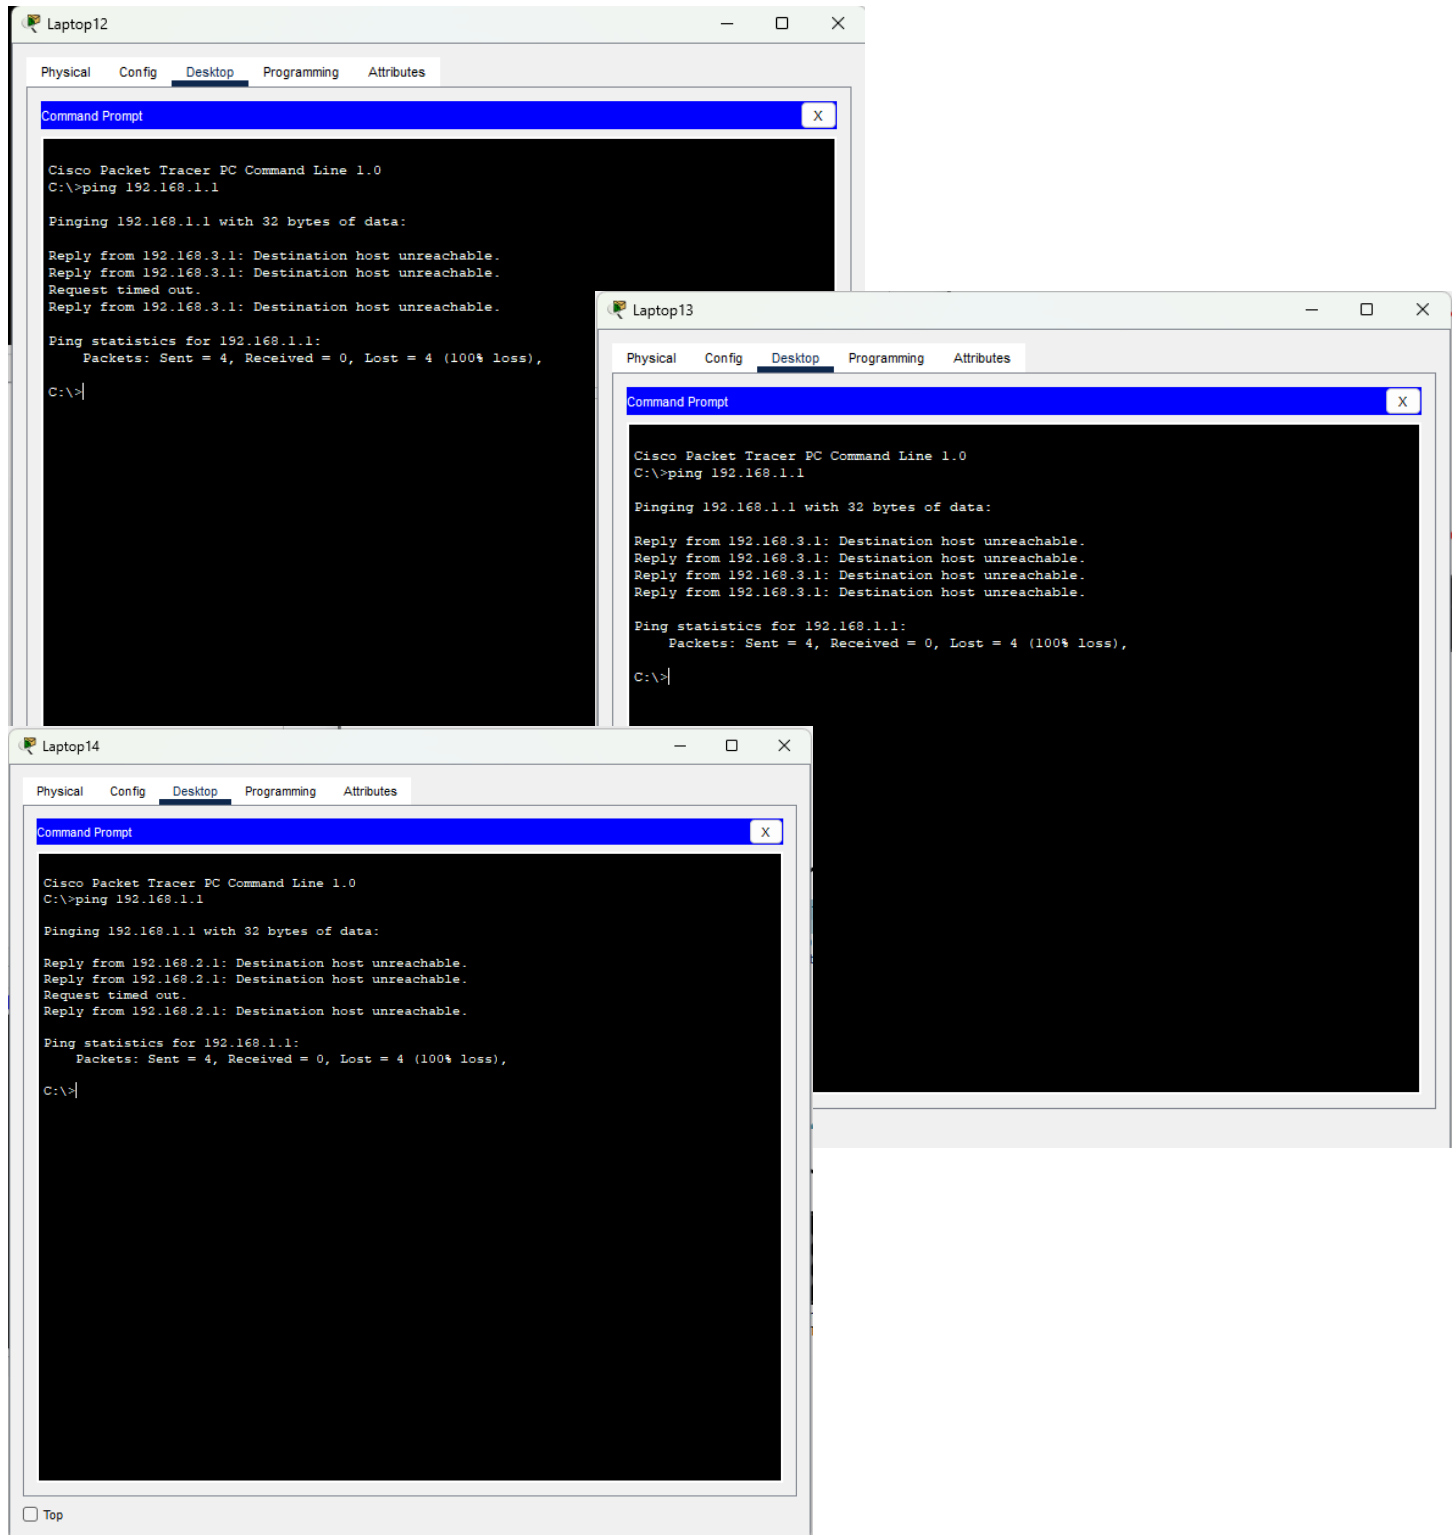 Laptop12
Physical Config Desktop Programming Attributes
Command Prompt X
Cisco Packet Tracer PC Command Line 1.0
C:\>ping 192.168.1.1
Pinging 192.168.1.1 with 32 bytes of data:
Reply from 192.168.3.1: Destination host unreachable.
Reply from 192.168.3.1: Destination host unreachable.
Request timed out.
Reply from 192.168.3.1: Destination host unreachable.
Ping statistics for 192.168.1.1:
Packets: Sent = 4, Received = 0, Lost = 4 (100% loss),
C:\>
Laptop13
Physical Config Desktop Programming Attributes
Command Prompt X
Cisco Packet Tracer PC Command Line 1.0
C:\>ping 192.168.1.1
Pinging 192.168.1.1 with 32 bytes of data:
Reply from 192.168.3.1: Destination host unreachable.
Reply from 192.168.3.1: Destination host unreachable.
Reply from 192.168.3.1: Destination host unreachable.
Reply from 192.168.3.1: Destination host unreachable.
Ping statistics for 192.168.1.1:
Packets: Sent = 4, Received = 0, Lost = 4 (100% loss),
C:\>
Laptop14
Physical Config Desktop Programming Attributes
Command Prompt X
Cisco Packet Tracer PC Command Line 1.0
C:\>ping 192.168.1.1
Pinging 192.168.1.1 with 32 bytes of data:
Reply from 192.168.2.1: Destination host unreachable.
Reply from 192.168.2.1: Destination host unreachable.
Request timed out.
Reply from 192.168.2.1: Destination host unreachable.
Ping statistics for 192.168.1.1:
Packets: Sent = 4, Received = 0, Lost = 4 (100% loss),
C:\>
Top